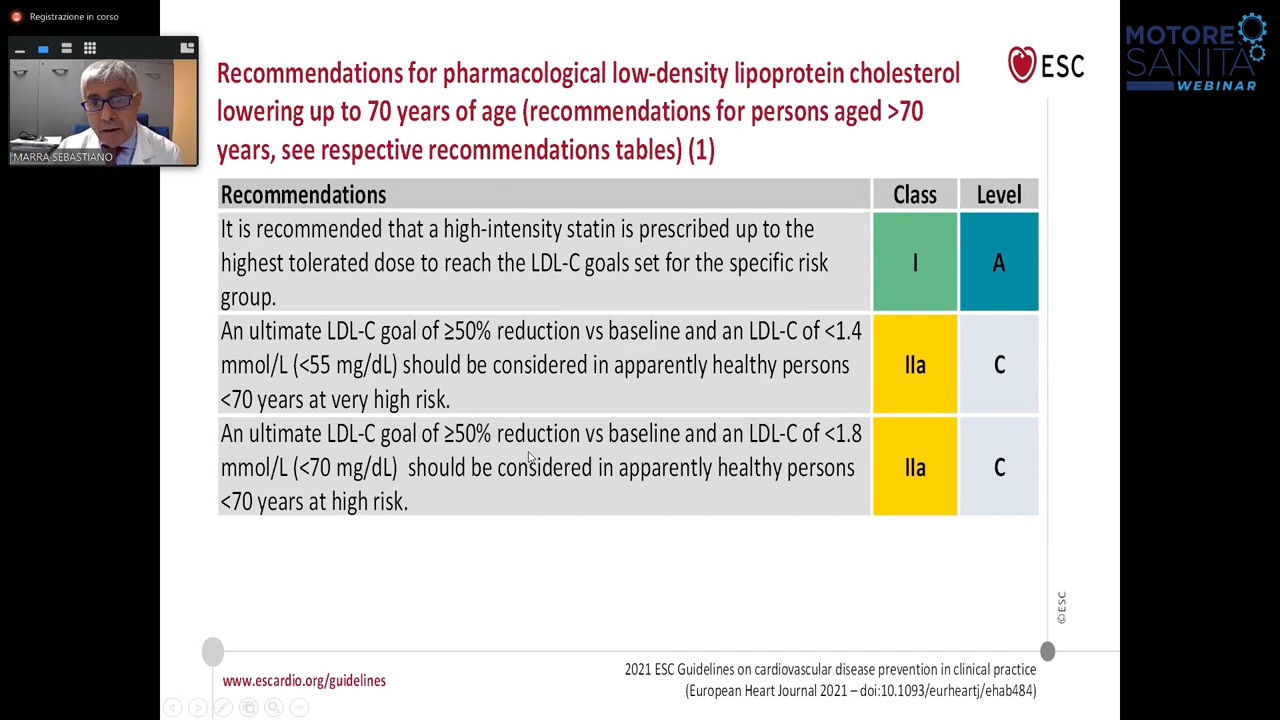 Registrazione in corso
MARRA SEBASTIANO
MOTORE
SANITÀ
WEBINAR
ESC
Recommendations for pharmacological low-density lipoprotein cholesterol
lowering up to 70 years of age (recommendations for persons aged >70
years, see respective recommendations tables) (1)
Recommendations Class Level
It is recommended that a high-intensity statin is prescribed up to the
highest tolerated dose to reach the LDL-C goals set for the specific risk
group.
I A
An ultimate LDL-C goal of ≥50% reduction vs baseline and an LDL-C of <1.4
mmol/L (<55 mg/dL) should be considered in apparently healthy persons
<70 years at very high risk.
IIa C
An ultimate LDL-C goal of ≥50% reduction vs baseline and an LDL-C of <1.8
mmol/L (<70 mg/dL) should be considered in apparently healthy persons
<70 years at high risk.
IIa C
©ESC
www.escardio.org/guidelines
2021 ESC Guidelines on cardiovascular disease prevention in clinical practice
(European Heart Journal 2021 – doi:10.1093/eurheartj/ehab484)